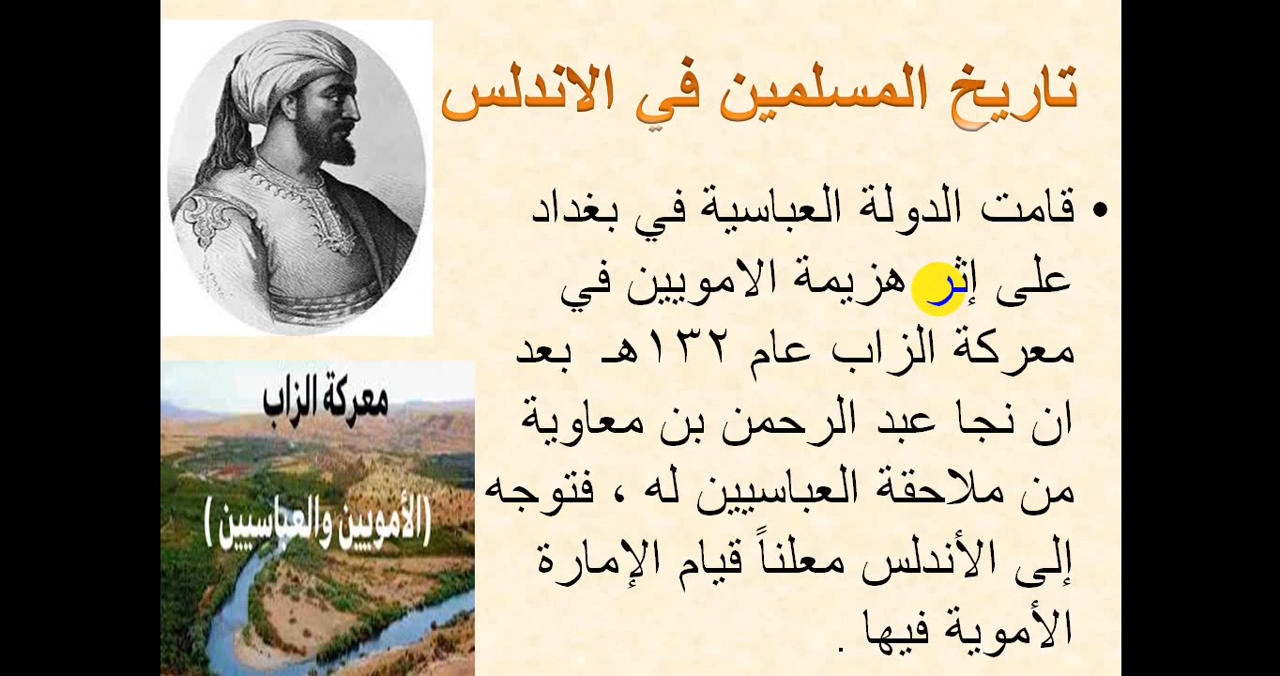 تاريخ المسلمين في الاندلس
• قامت الدولة العباسية في بغداد
على إثر هزيمة الامويين في
معركة الزاب عام ١٣٢هـ بعد
ان نجا عبد الرحمن بن معاوية
من ملاحقة العباسيين له ، فتوجه
إلى الأندلس معلناً قيام الإمارة
الأموية فيها .
معركة الزاب
(الأمويين والعباسيين )